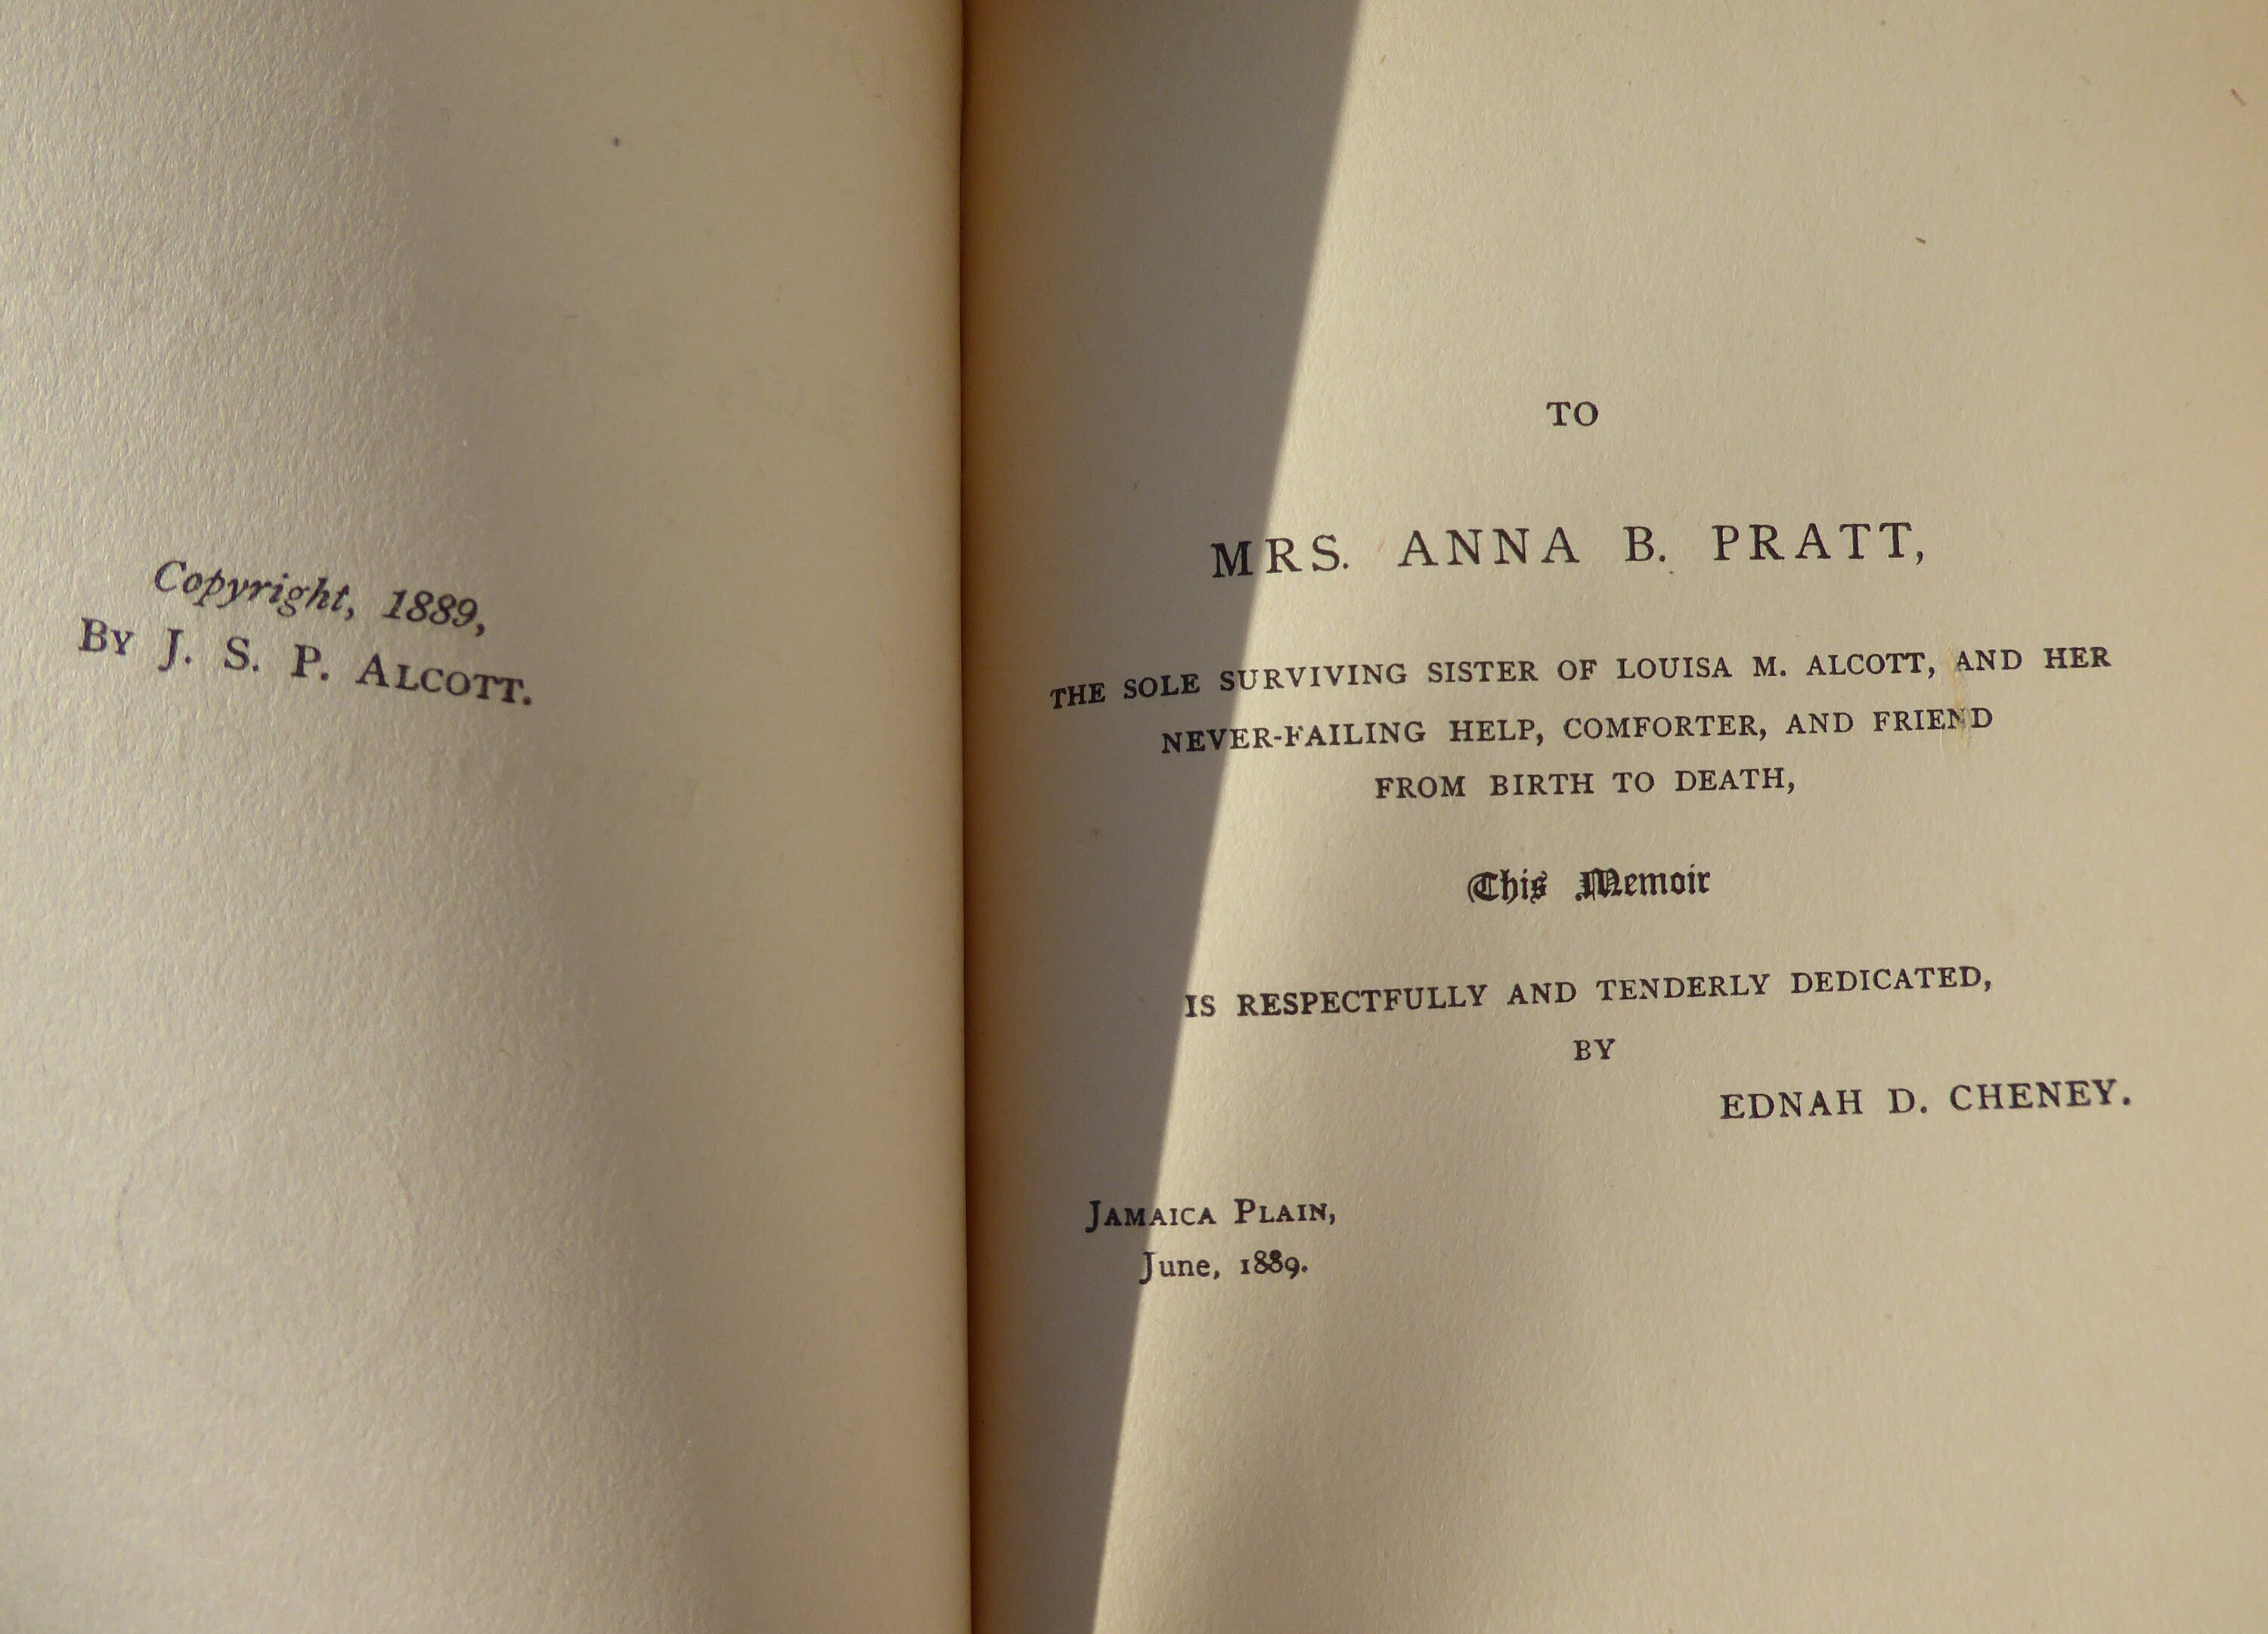 Copyright, 1889,
By J. S. P. Alcott.
TO
MRS. ANNA B. PRATT,
THE SOLE SURVIVING SISTER OF LOUISA M. ALCOTT, AND HER
NEVER-FAILING HELP, COMFORTER, AND FRIEND
FROM BIRTH TO DEATH,
This Memoir
IS RESPECTFULLY AND TENDERLY DEDICATED,
BY
EDNAH D. CHENEY.
Jamaica Plain,
June, 1889.